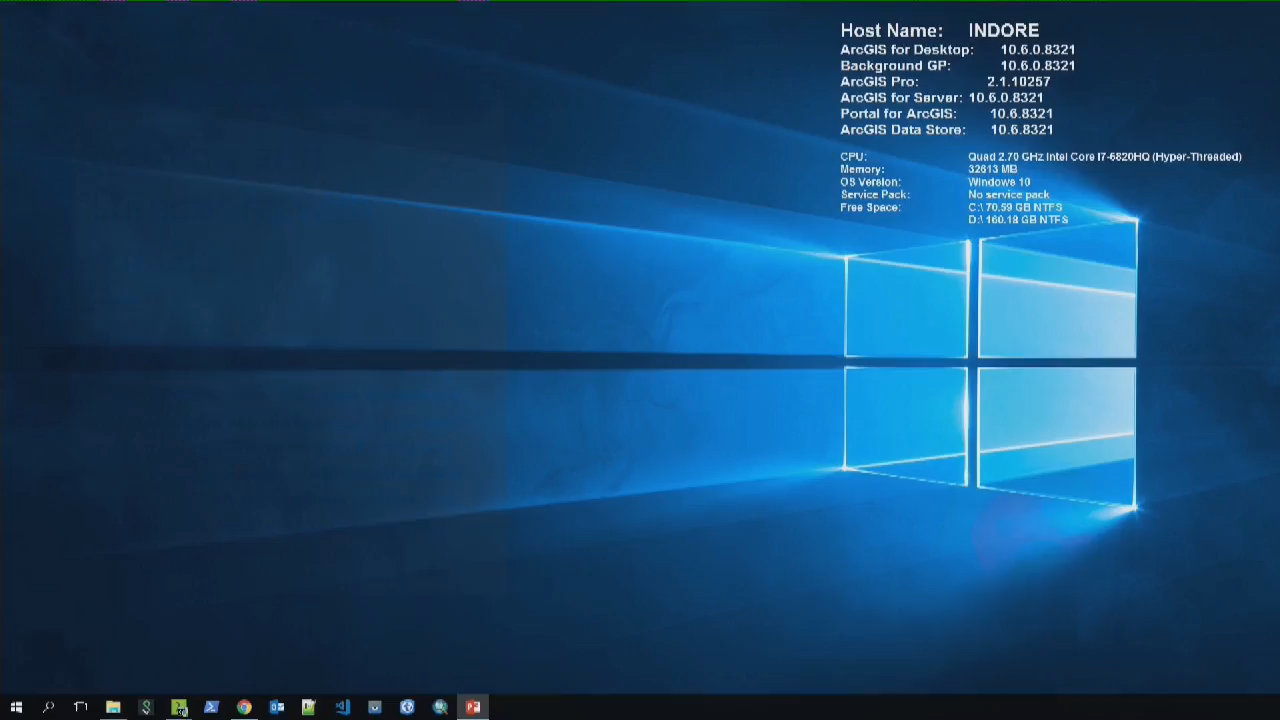 Host Name: INDORE
ArcGIS for Desktop: 10.6.0.8321
Background GP: 10.6.0.8321
ArcGIS Pro: 2.1.10257
ArcGIS for Server: 10.6.0.8321
Portal for ArcGIS: 10.6.8321
ArcGIS Data Store: 10.6.8321
CPU: Quad 2.70 GHz Intel Core i7-6820HQ (Hyper-Threaded)
Memory: 32613 MB
OS Version: Windows 10
Service Pack: No service pack
Free Space: C:\ 70.59 GB NTFS
D:\ 160.18 GB NTFS